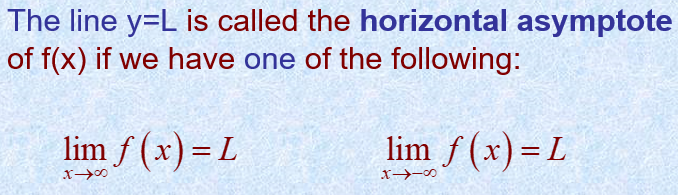 The line y=L is called the horizontal asymptote
of f(x) if we have one of the following:
lim f(x) = L    lim f(x) = L
x→∞    x→-∞